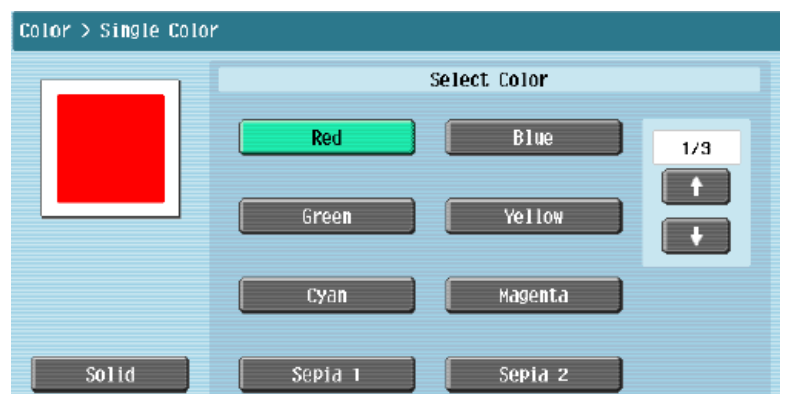 Color > Single Color
Select Color
Red
Blue
1/3
Green
Yellow
Cyan
Magenta
Solid
Sepia 1
Sepia 2